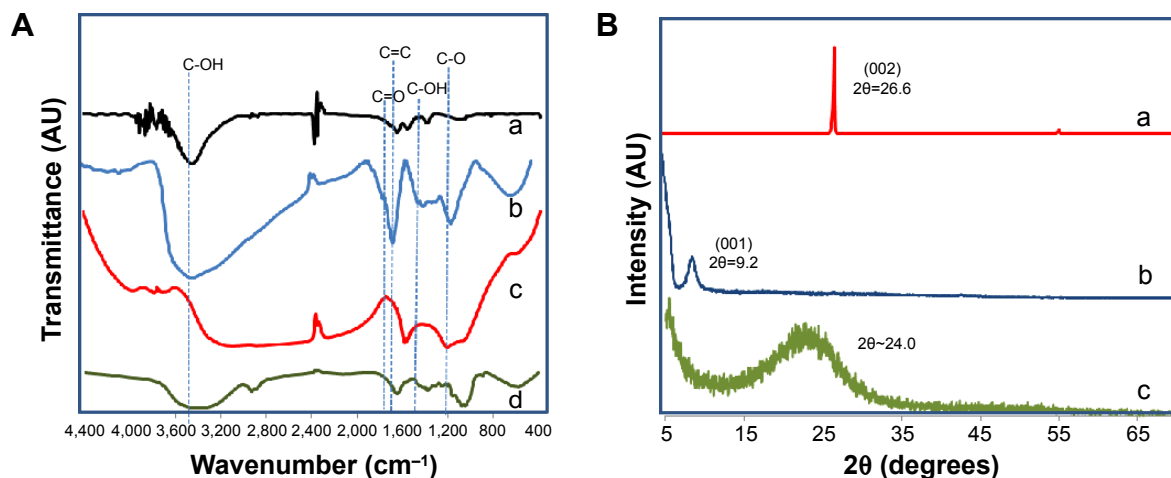 A
Transmittance (AU)
C=C
C-O
C-OH
C=O
C-OH
a
b
c
d
4,400 4,000 3,600 3,200 2,800 2,400 2,000 1,600 1,200 800 400
Wavenumber (cm⁻¹)
B
Intensity (AU)
(002)
2θ=26.6
a
(001)
2θ=9.2
b
2θ~24.0
c
5 15 25 35 45 55 65
2θ (degrees)